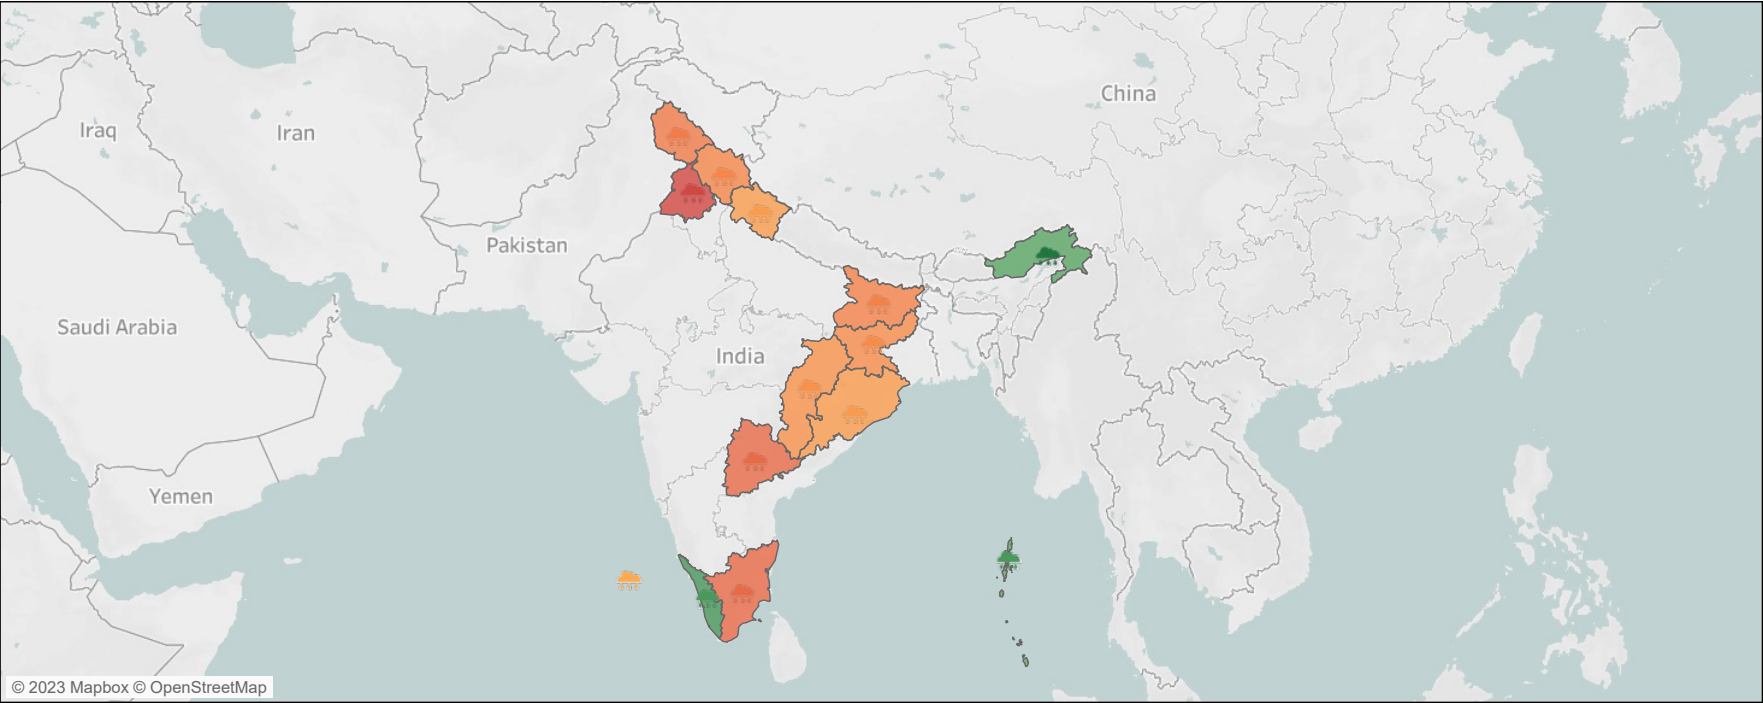 China
Iraq
Iran
Pakistan
Saudi Arabia
India
Yemen
© 2023 Mapbox © OpenStreetMap